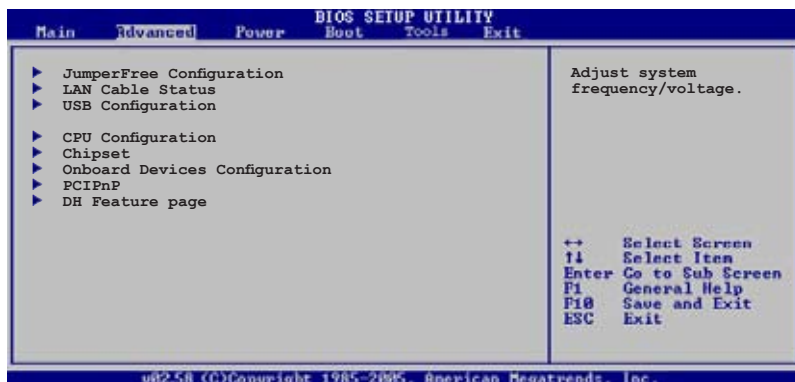 BIOS SETUP UTILITY
Main Advanced Power Boot Tools Exit
JumperFree Configuration
LAN Cable Status
USB Configuration
CPU Configuration
Chipset
Onboard Devices Configuration
PCIPnP
DH Feature page
Adjust system
frequency/voltage.
↔ Select Screen
↑↓ Select Item
Enter Go to Sub Screen
F1 General Help
F10 Save and Exit
ESC Exit
v02.58 (C)Copyright 1985-2005, American Megatrends, Inc.